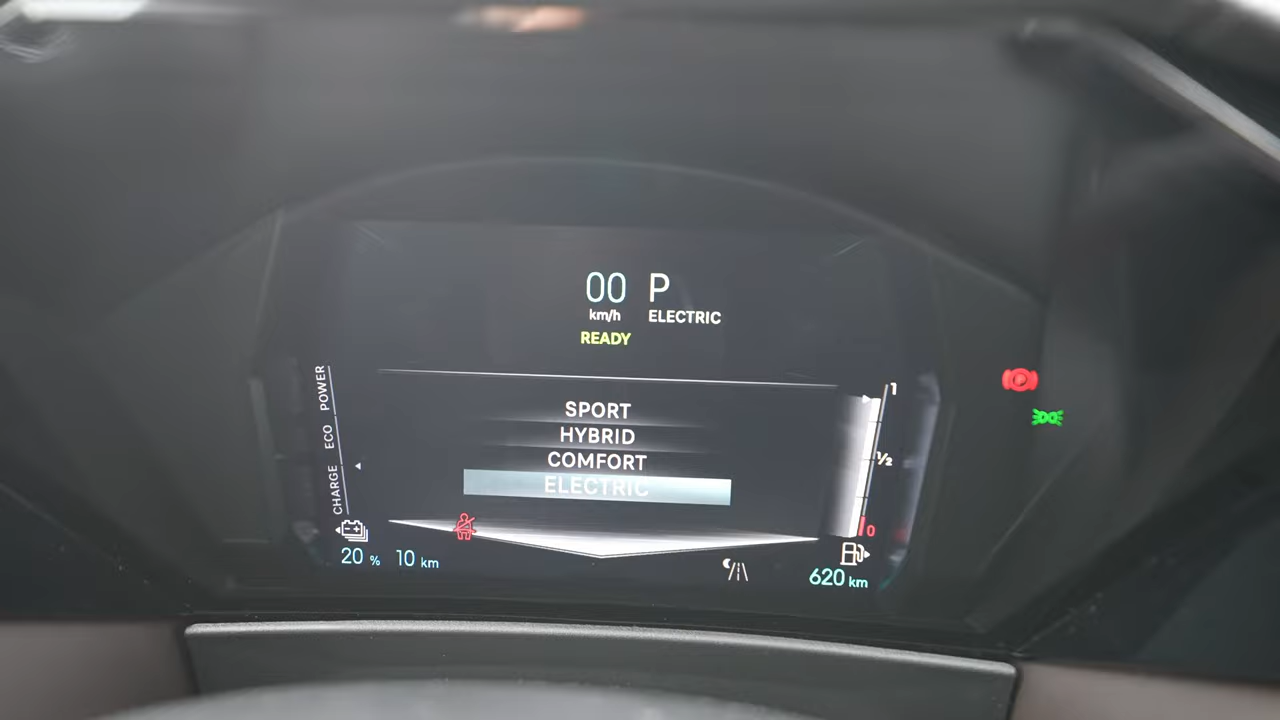 00 P
km/h ELECTRIC
READY
POWER
ECO
CHARGE
SPORT
HYBRID
COMFORT
ELECTRIC
1
1/2
0
20 % 10 km
620 km